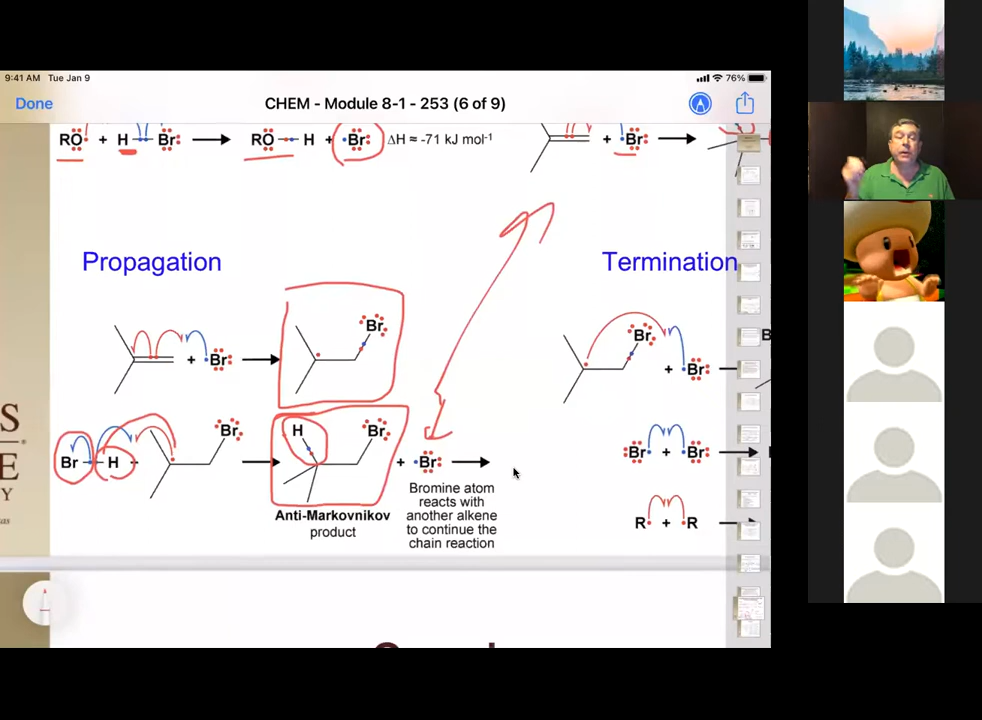 9:41 AM Tue Jan 9
76%
Done
CHEM - Module 8-1 - 253 (6 of 9)
RO + H Br: RO H + ·Br: ΔH ≈ -71 kJ mol⁻¹
+ ·Br:
Propagation
Termination
Br:
+ ·Br:
Br:
+ ·Br:
B
Br H +
Br:
H
Br:
+ ·Br:
:Br· + ·Br:
Anti-Markovnikov
product
Bromine atom
reacts with
another alkene
to continue the
chain reaction
R· + ·R
S
E
Y
as